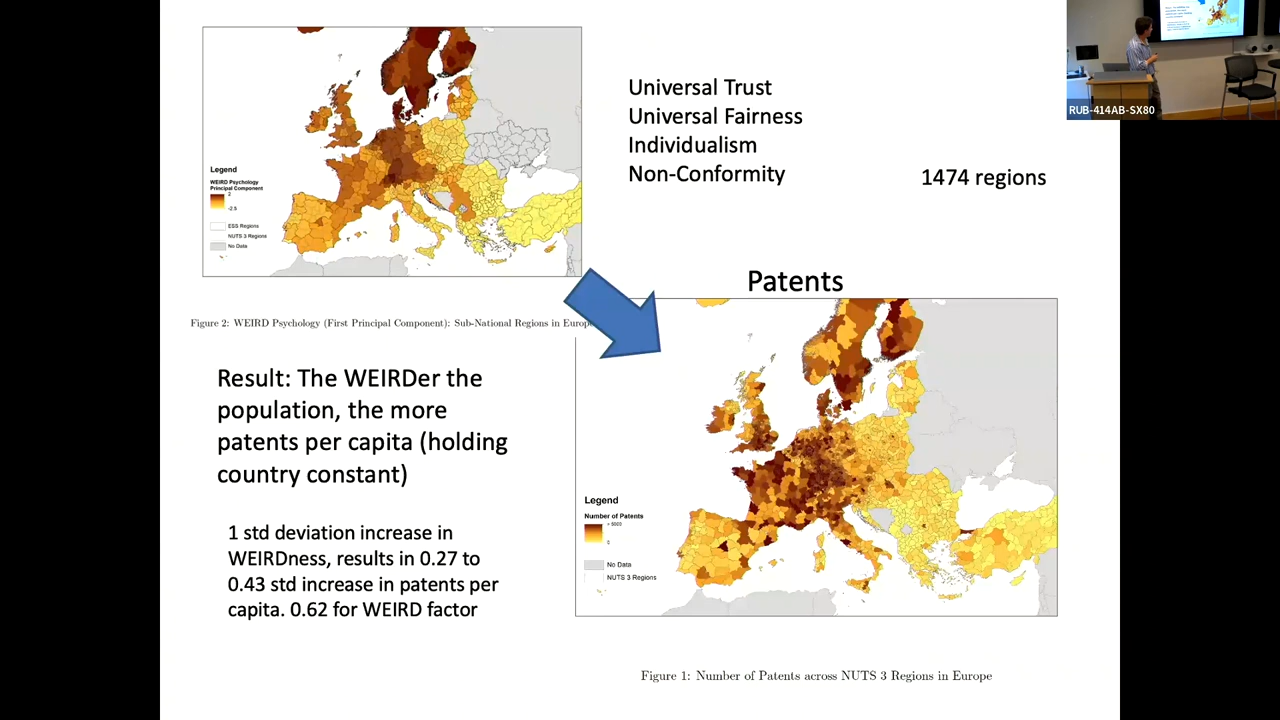 Universal Trust
Universal Fairness
Individualism
Non-Conformity
1474 regions
Legend
WEIRD Psychology
Principal Component
2
-2.5
ESS Regions
NUTS 3 Regions
No Data
Figure 2: WEIRD Psychology (First Principal Component): Sub-National Regions in Europe
Patents
Result: The WEIRDer the
population, the more
patents per capita (holding
country constant)
1 std deviation increase in
WEIRDness, results in 0.27 to
0.43 std increase in patents per
capita. 0.62 for WEIRD factor
Legend
Number of Patents
> 5000
0
No Data
NUTS 3 Regions
Figure 1: Number of Patents across NUTS 3 Regions in Europe
RUB-414AB-SX80